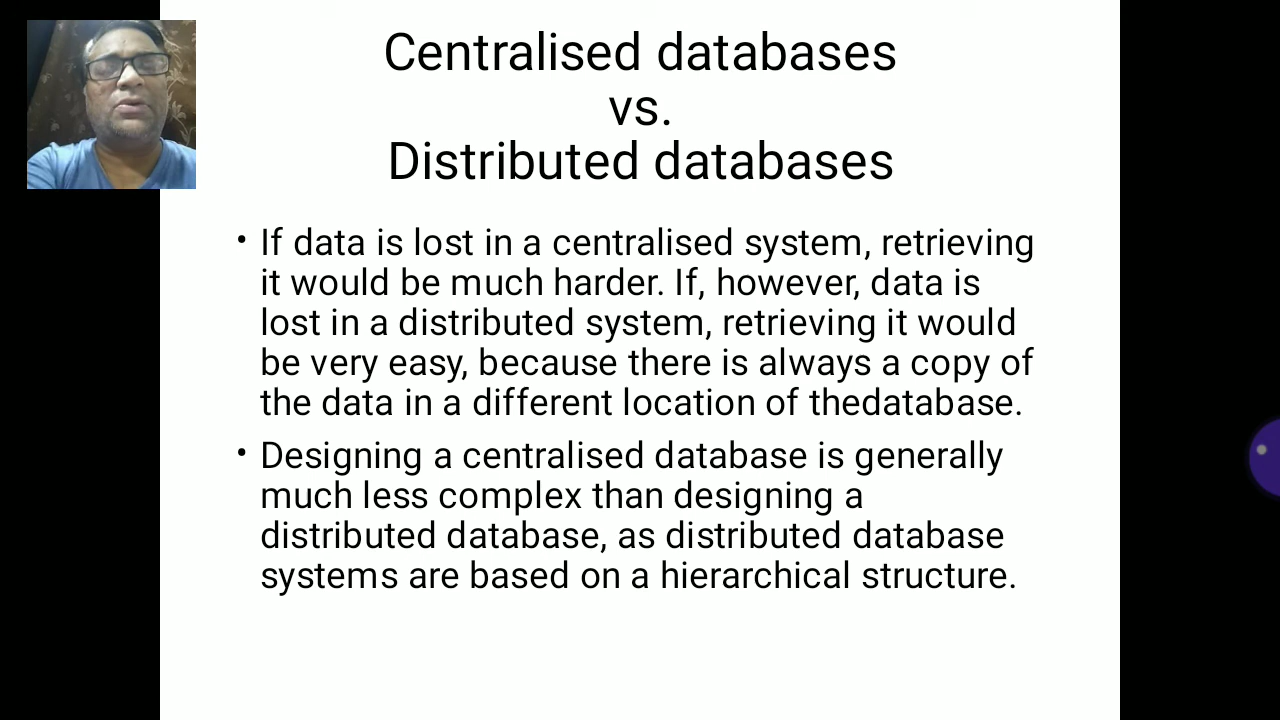 Centralised databases
vs.
Distributed databases
• If data is lost in a centralised system, retrieving
it would be much harder. If, however, data is
lost in a distributed system, retrieving it would
be very easy, because there is always a copy of
the data in a different location of thedatabase.
• Designing a centralised database is generally
much less complex than designing a
distributed database, as distributed database
systems are based on a hierarchical structure.